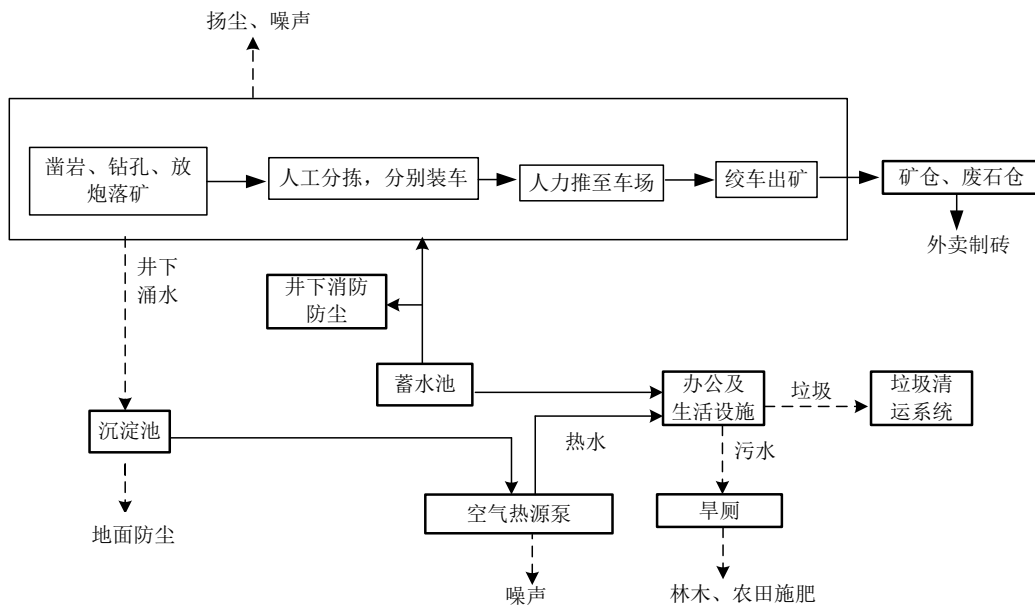 扬尘、噪声
凿岩、钻孔、放
炮落矿
人工分拣，分别装车
人力推至车场
绞车出矿
矿仓、废石仓
外卖制砖
井下
涌水
井下消防
防尘
蓄水池
办公及
生活设施
垃圾
垃圾清
运系统
沉淀池
热水
污水
空气热源泵
旱厕
地面防尘
噪声
林木、农田施肥